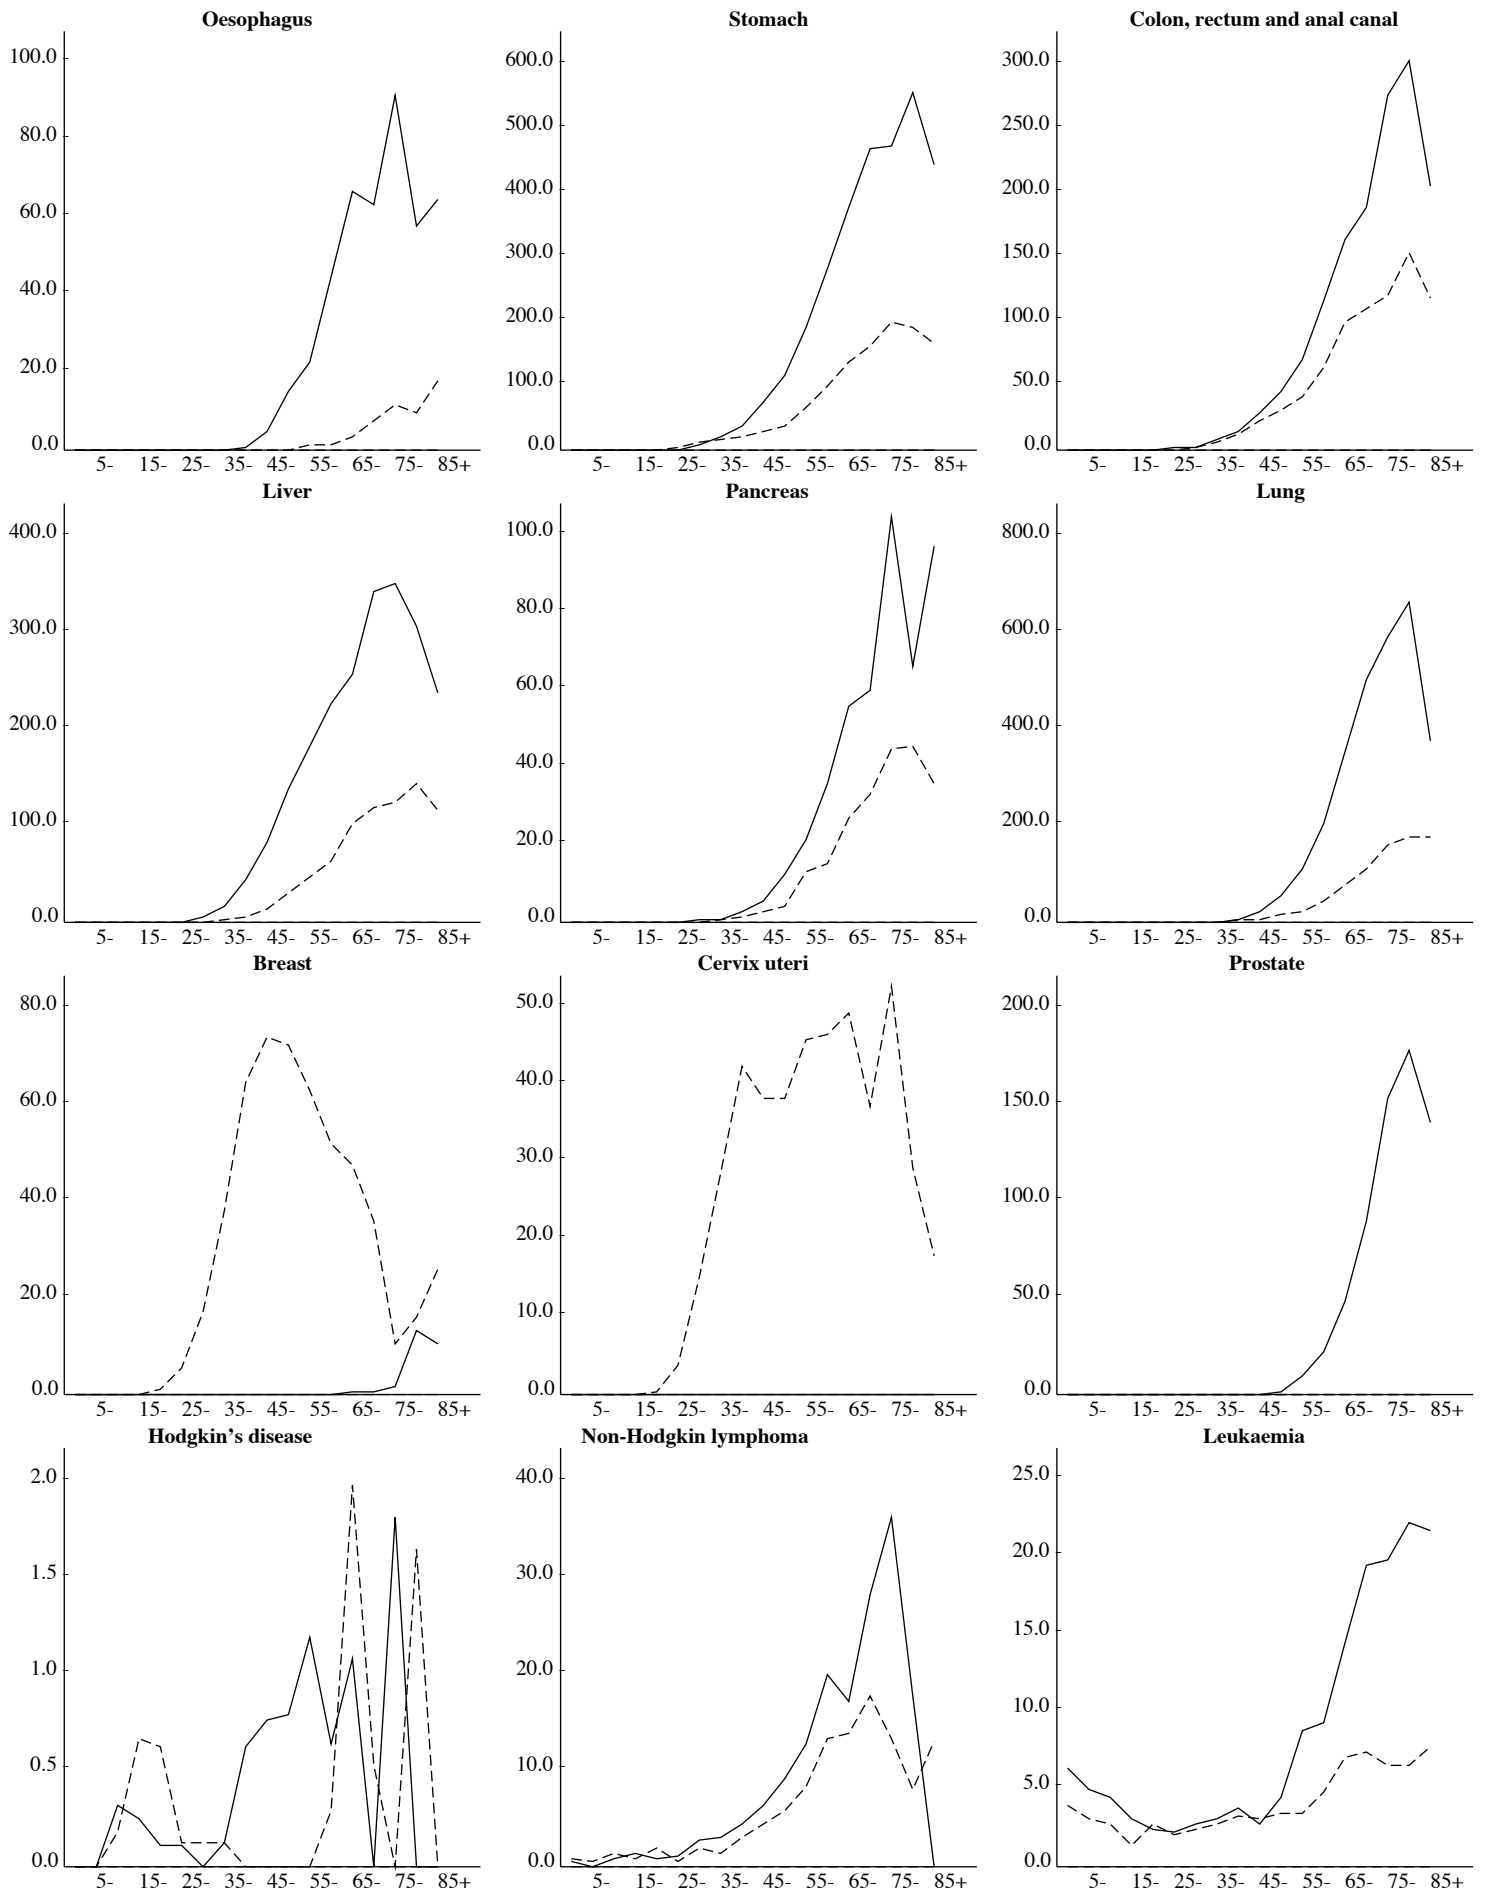 Oesophagus
100.0
80.0
60.0
40.0
20.0
0.0
5- 15- 25- 35- 45- 55- 65- 75- 85+
Stomach
600.0
500.0
400.0
300.0
200.0
100.0
0.0
5- 15- 25- 35- 45- 55- 65- 75- 85+
Colon, rectum and anal canal
300.0
250.0
200.0
150.0
100.0
50.0
0.0
5- 15- 25- 35- 45- 55- 65- 75- 85+
Liver
400.0
300.0
200.0
100.0
0.0
5- 15- 25- 35- 45- 55- 65- 75- 85+
Pancreas
100.0
80.0
60.0
40.0
20.0
0.0
5- 15- 25- 35- 45- 55- 65- 75- 85+
Lung
800.0
600.0
400.0
200.0
0.0
5- 15- 25- 35- 45- 55- 65- 75- 85+
Breast
80.0
60.0
40.0
20.0
0.0
5- 15- 25- 35- 45- 55- 65- 75- 85+
Cervix uteri
50.0
40.0
30.0
20.0
10.0
0.0
5- 15- 25- 35- 45- 55- 65- 75- 85+
Prostate
200.0
150.0
100.0
50.0
0.0
5- 15- 25- 35- 45- 55- 65- 75- 85+
Hodgkin's disease
2.0
1.5
1.0
0.5
0.0
5- 15- 25- 35- 45- 55- 65- 75- 85+
Non-Hodgkin lymphoma
40.0
30.0
20.0
10.0
0.0
5- 15- 25- 35- 45- 55- 65- 75- 85+
Leukaemia
25.0
20.0
15.0
10.0
5.0
0.0
5- 15- 25- 35- 45- 55- 65- 75- 85+